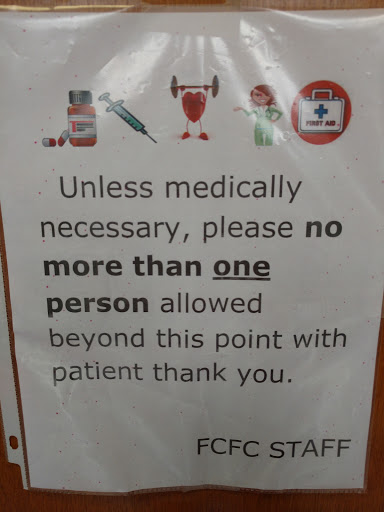 FIRST AID
Unless medically
necessary, please no
more than one
person allowed
beyond this point with
patient thank you.
FCFC STAFF